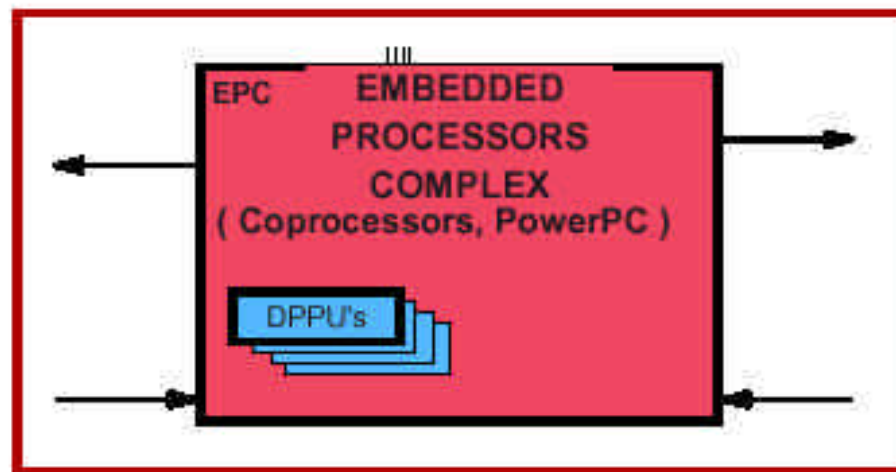 EPC
EMBEDDED
PROCESSORS
COMPLEX
( Coprocessors, PowerPC )
DPPU's